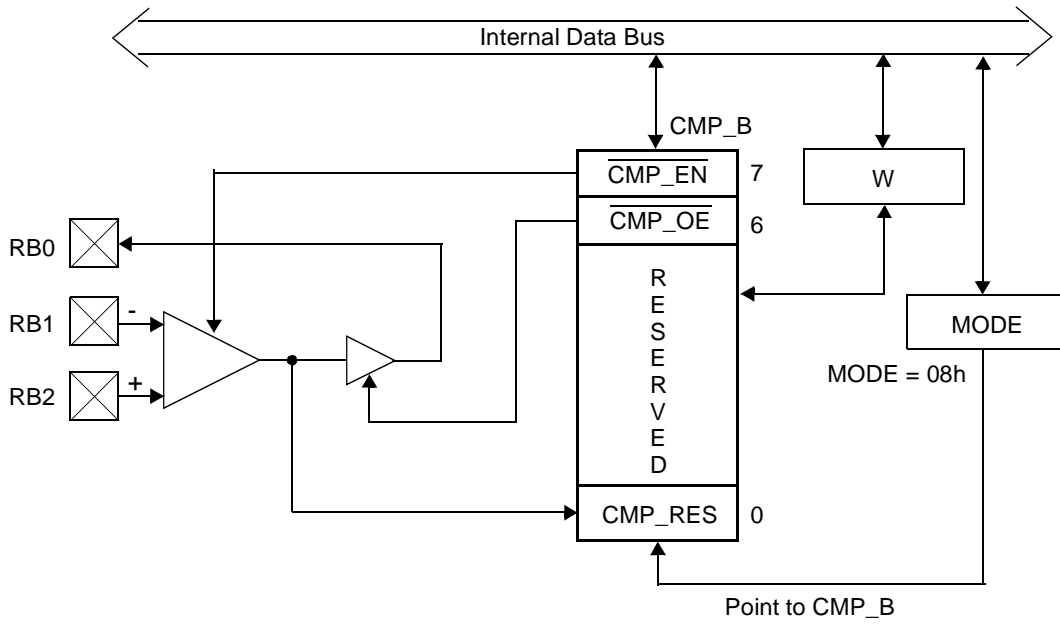 Internal Data Bus
CMP_B
CMP_EN 7
W
CMP_OE 6
RB0
RB1 -
RB2 +
RESERVED
MODE
MODE = 08h
CMP_RES 0
Point to CMP_B